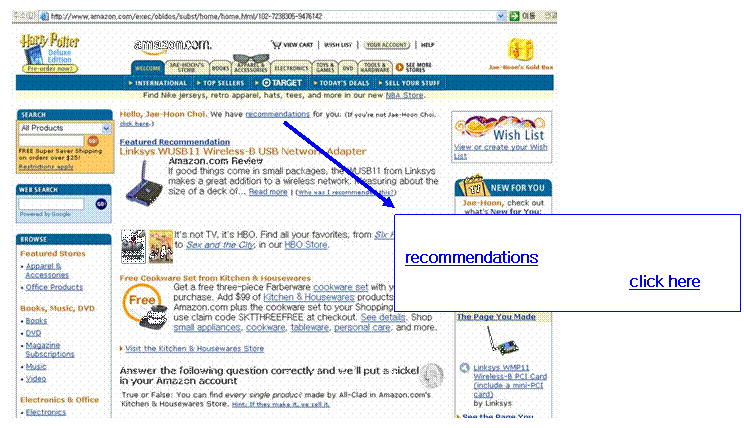 http://www.amazon.com/exec/obidos/subst/home/home.html/102-7238305-9476142
이동
Harry Potter
Deluxe Edition
Pre-order now!
amazon.com.
VIEW CART | WISH LIST | YOUR ACCOUNT | HELP
WELCOME
JAE-HOON'S STORE
BOOKS
APPAREL & ACCESSORIES
ELECTRONICS
TOYS & GAMES
DVD
TOOLS & HARDWARE
SEE MORE STORES
Jae-Hoon's Gold Box
INTERNATIONAL
TOP SELLERS
TARGET
TODAY'S DEALS
SELL YOUR STUFF
Find Nike jerseys, retro apparel, hats, tees, and more in our new NBA Store.
SEARCH
All Products
GO!
FREE Super Saver Shipping
on orders over $25!
Restrictions apply
WEB SEARCH
GO!
Powered by Google
BROWSE
Featured Stores
Apparel &
Accessories
Office Products
Books, Music, DVD
Books
DVD
Magazine
Subscriptions
Music
Video
Electronics & Office
Electronics
Hello, Jae-Hoon Choi. We have recommendations for you. (If you're not Jae-Hoon Choi,
click here.)
Featured Recommendation
Linksys WUSB11 Wireless-B USB Network Adapter
Amazon.com Review
If good things come in small packages, the WUSB11 from Linksys
makes a great addition to a wireless network. Measuring about the
size of a deck of... Read more | (Why was I recommended this?)
It's not TV, it's HBO. Find all your favorites, from Six
to Sex and the City, in our HBO Store.
Free Cookware Set from Kitchen & Housewares
Free
Get a free three-piece Farberware cookware set with
purchase. Add $99 of Kitchen & Housewares products
Amazon.com plus the cookware set to your Shopping
use claim code SKTTHREEFREE at checkout. See details. Shop
small appliances, cookware, tableware, personal care, and more.
Visit the Kitchen & Housewares Store
Answer the following question correctly and we'll put a nickel
in your Amazon account
True or False: You can find every single product made by All-Clad in Amazon.com's
Kitchen & Housewares Store. Hint: If they make it, we sell it.
Wish List
View or create your Wish
List
TV
NEW FOR YOU
Jae-Hoon, check out
what's New for You:
recommendations
click here
The Page You Made
Linksys WMP11
Wireless-B PCI Card
(include a mini-PCI
card)
by Linksys
See the Page You